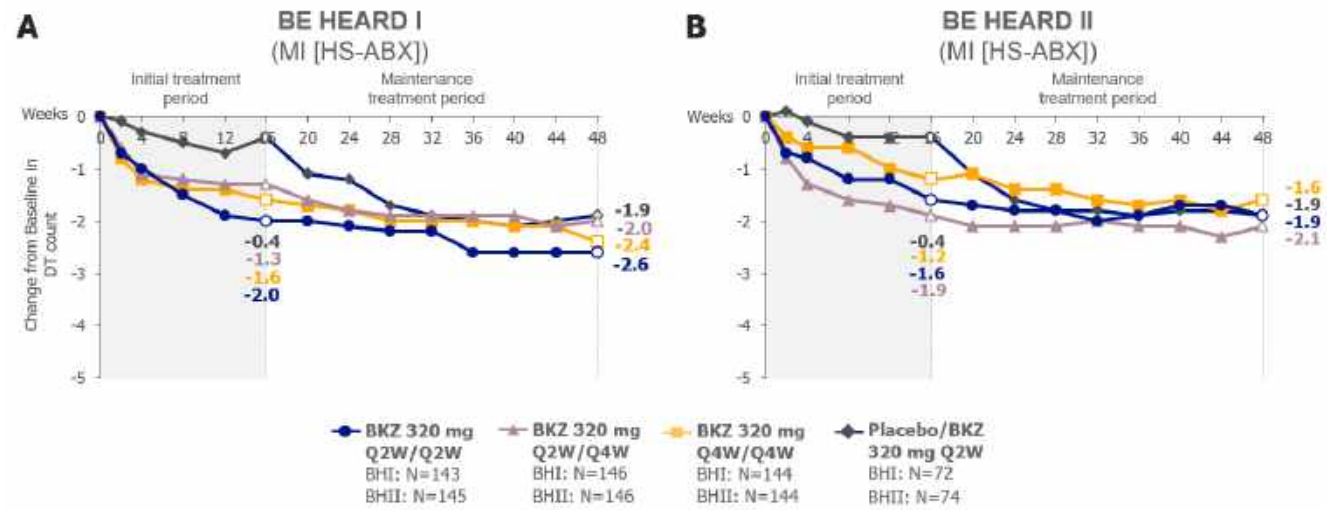 A
BE HEARD I
(MI [HS-ABX])
Initial treatment
period
Maintenance
treatment period
Weeks
0
0 4 8 12 16 20 24 28 32 36 40 44 48
-1
-2
-3
-4
-5
Change from Baseline in
DT count
-0.4
-1.3
-1.6
-2.0
-1.9
-2.0
-2.4
-2.6
B
BE HEARD II
(MI [HS-ABX])
Initial treatment
period
Maintenance
treatment period
Weeks
0
0 4 8 12 16 20 24 28 32 36 40 44 48
-1
-2
-3
-4
-5
-0.4
-1.2
-1.6
-1.9
-1.6
-1.9
-1.9
-2.1
BKZ 320 mg
Q2W/Q2W
BHI: N=143
BHII: N=145
BKZ 320 mg
Q2W/Q4W
BHI: N=146
BHII: N=146
BKZ 320 mg
Q4W/Q4W
BHI: N=144
BHII: N=144
Placebo/BKZ
320 mg Q2W
BHI: N=72
BHII: N=74